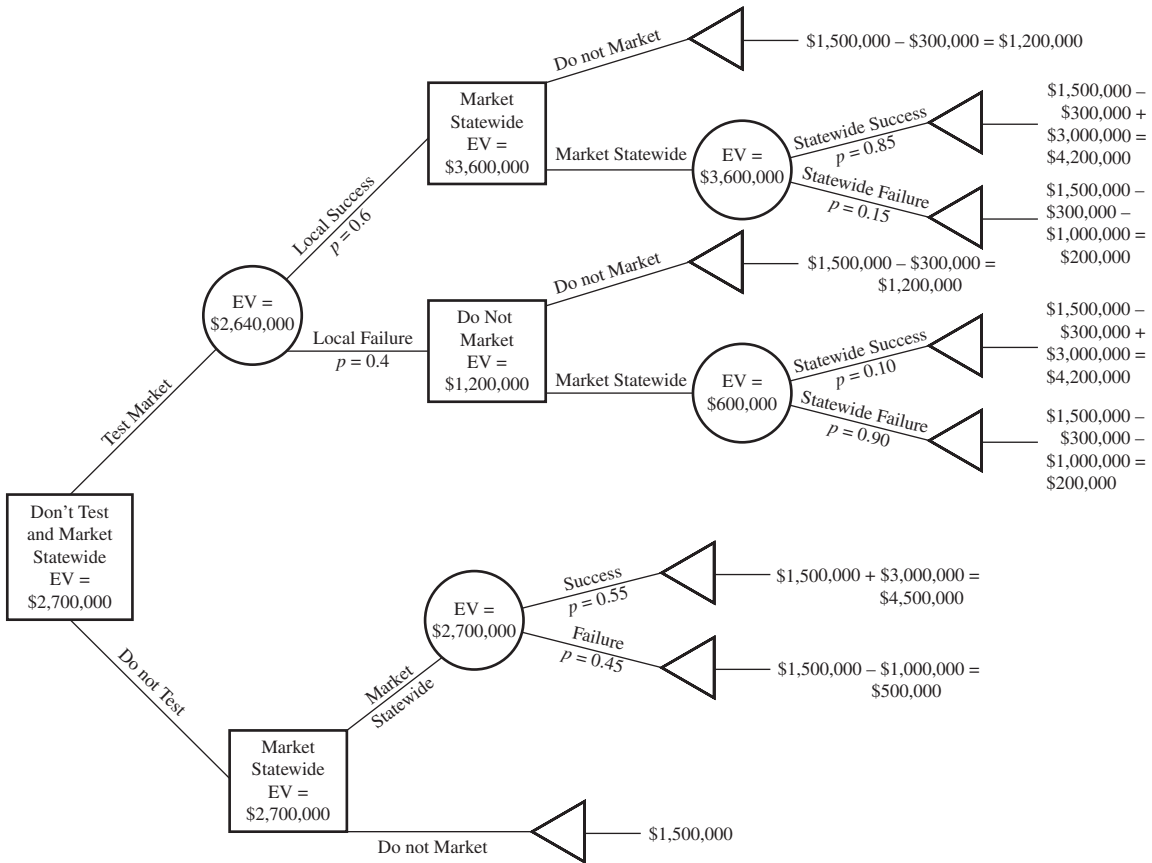 Do not Market
$1,500,000 – $300,000 = $1,200,000
Market
Statewide
EV =
$3,600,000
Market Statewide
EV =
$3,600,000
Statewide Success
p = 0.85
$1,500,000 –
$300,000 +
$3,000,000 =
$4,200,000
Statewide Failure
p = 0.15
$1,500,000 –
$300,000 –
$1,000,000 =
$200,000
Local Success
p = 0.6
EV =
$2,640,000
Local Failure
p = 0.4
Do not Market
$1,500,000 – $300,000 =
$1,200,000
Do Not
Market
EV =
$1,200,000
Market Statewide
EV =
$600,000
Statewide Success
p = 0.10
$1,500,000 –
$300,000 +
$3,000,000 =
$4,200,000
Statewide Failure
p = 0.90
$1,500,000 –
$300,000 –
$1,000,000 =
$200,000
Test Market
Don’t Test
and Market
Statewide
EV =
$2,700,000
Do not Test
Market
Statewide
EV =
$2,700,000
Market
Statewide
EV =
$2,700,000
Success
p = 0.55
$1,500,000 + $3,000,000 =
$4,500,000
Failure
p = 0.45
$1,500,000 – $1,000,000 =
$500,000
Do not Market
$1,500,000